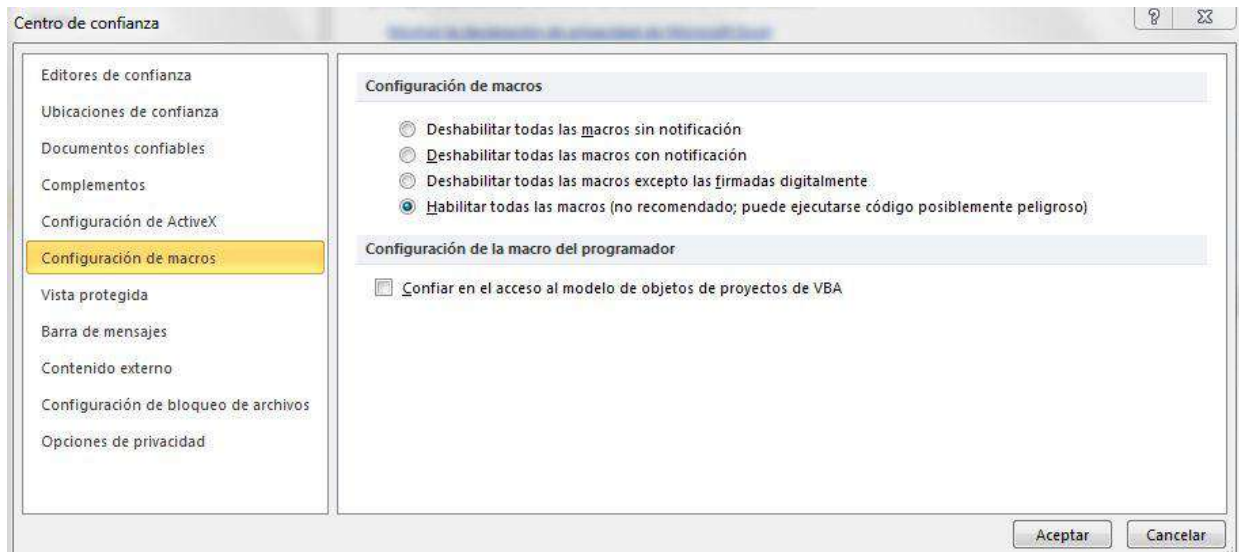 Centro de confianza
Editores de confianza
Ubicaciones de confianza
Documentos confiables
Complementos
Configuración de ActiveX
Configuración de macros
Vista protegida
Barra de mensajes
Contenido externo
Configuración de bloqueo de archivos
Opciones de privacidad
Configuración de macros
Deshabilitar todas las macros sin notificación
Deshabilitar todas las macros con notificación
Deshabilitar todas las macros excepto las firmadas digitalmente
Habilitar todas las macros (no recomendado; puede ejecutarse código posiblemente peligroso)
Configuración de la macro del programador
Confiar en el acceso al modelo de objetos de proyectos de VBA
Aceptar
Cancelar